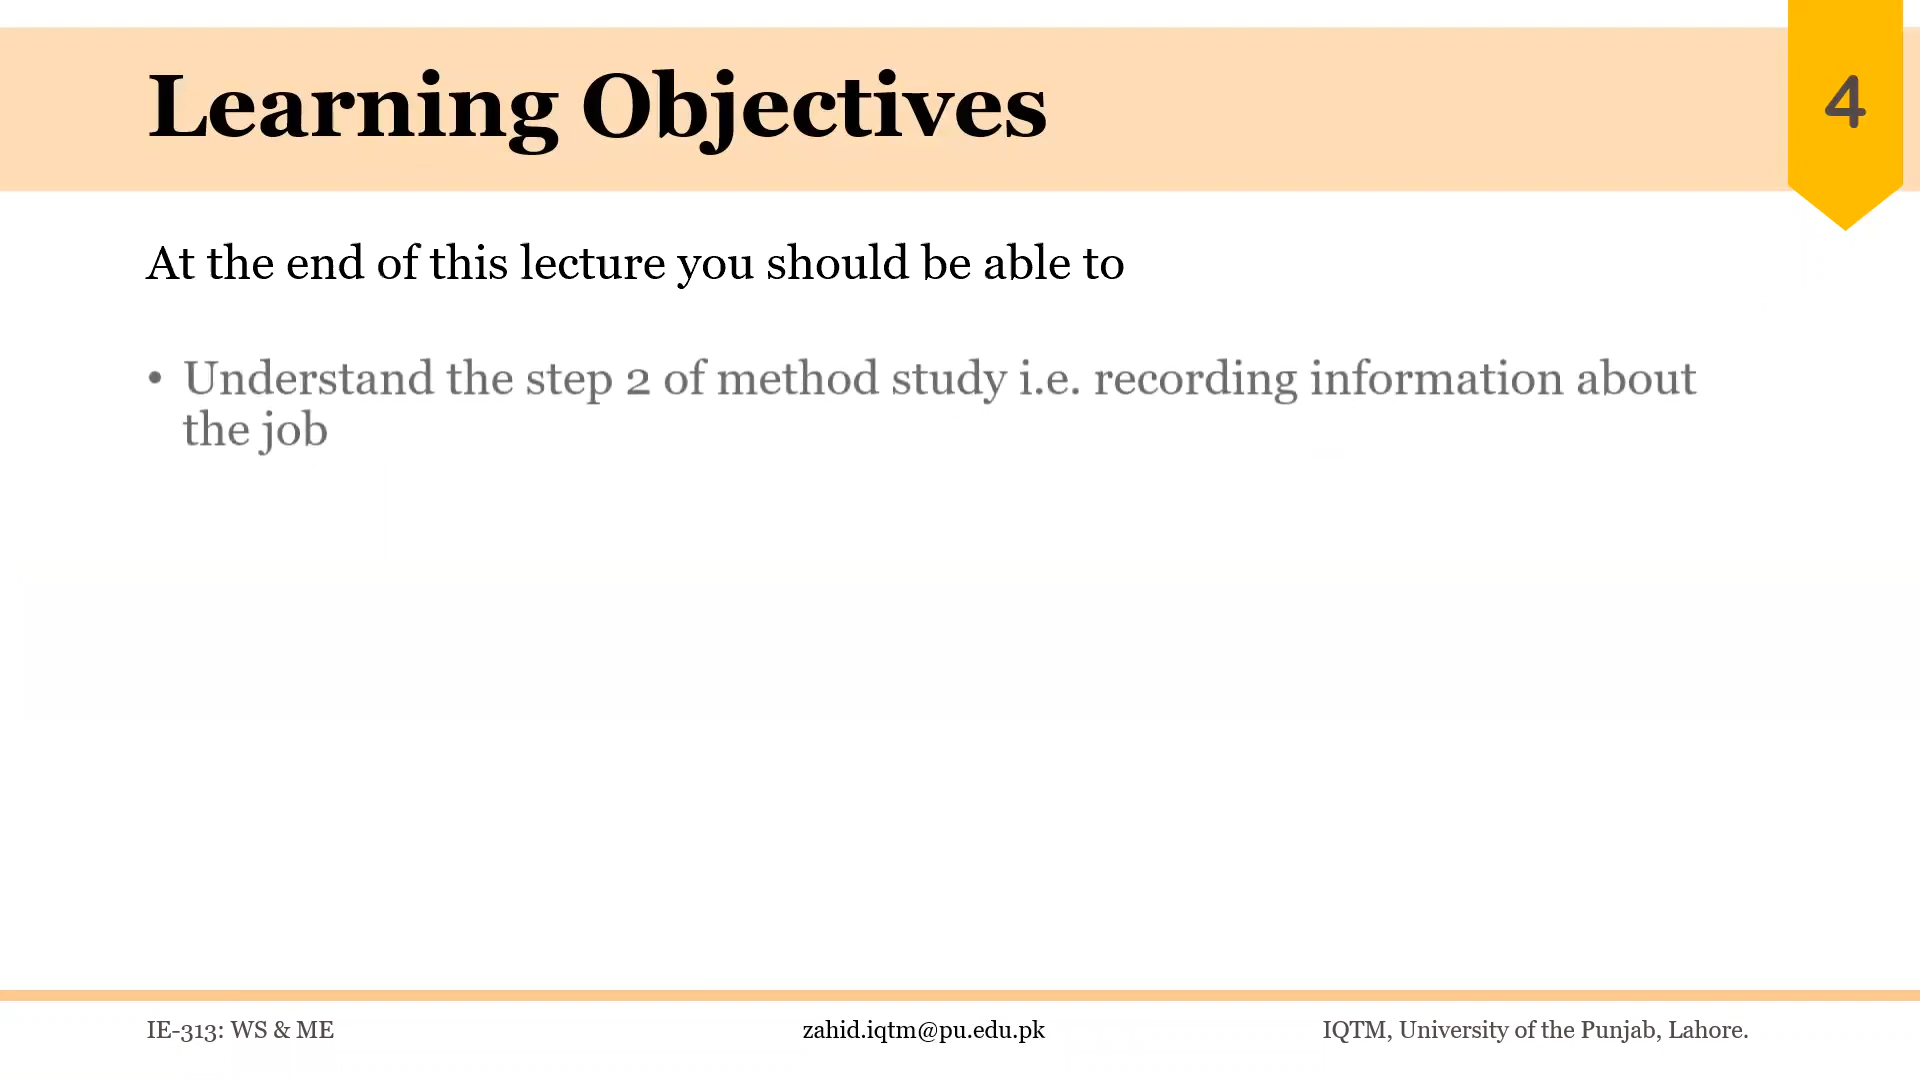 Learning Objectives
4
At the end of this lecture you should be able to
• Understand the step 2 of method study i.e. recording information about
the job
IE-313: WS & ME
zahid.iqtm@pu.edu.pk
IQTM, University of the Punjab, Lahore.